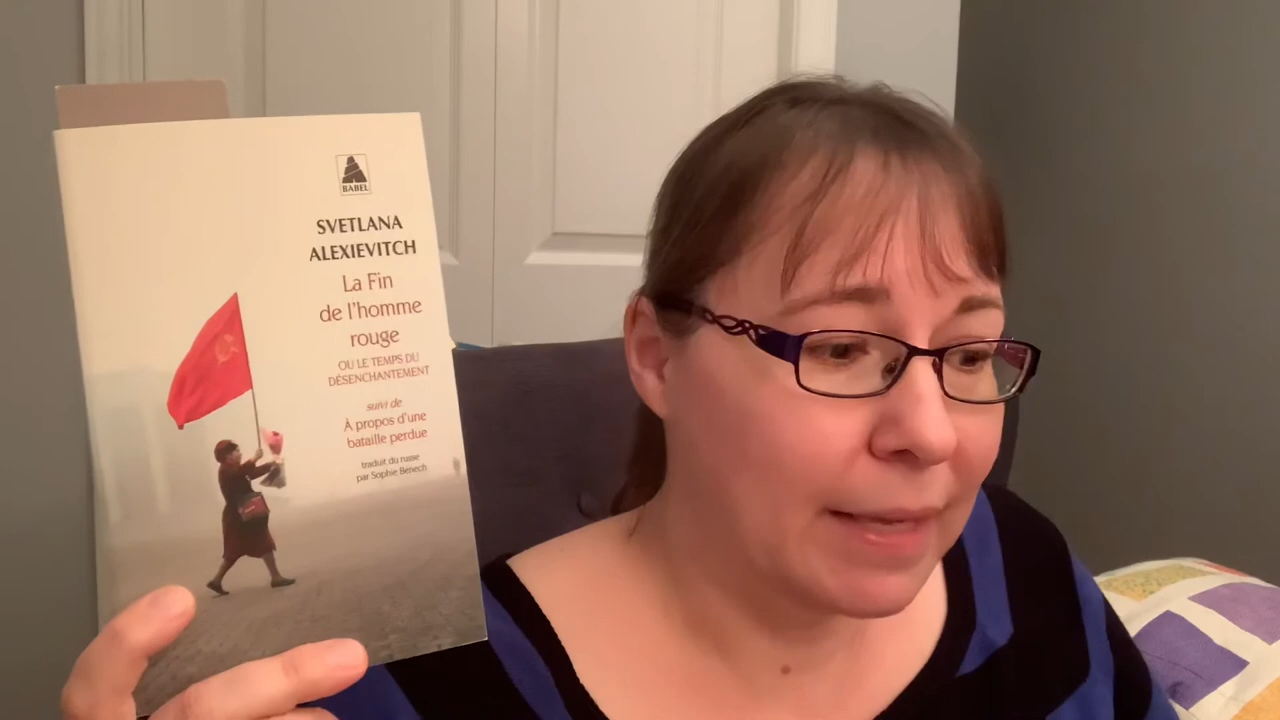 BABEL
SVETLANA
ALEXIEVITCH
La Fin
de l'homme
rouge
OU LE TEMPS DU
DÉSENCHANTEMENT
suivi de
À propos d'une
bataille perdue
traduit du russe
par Sophie Benech